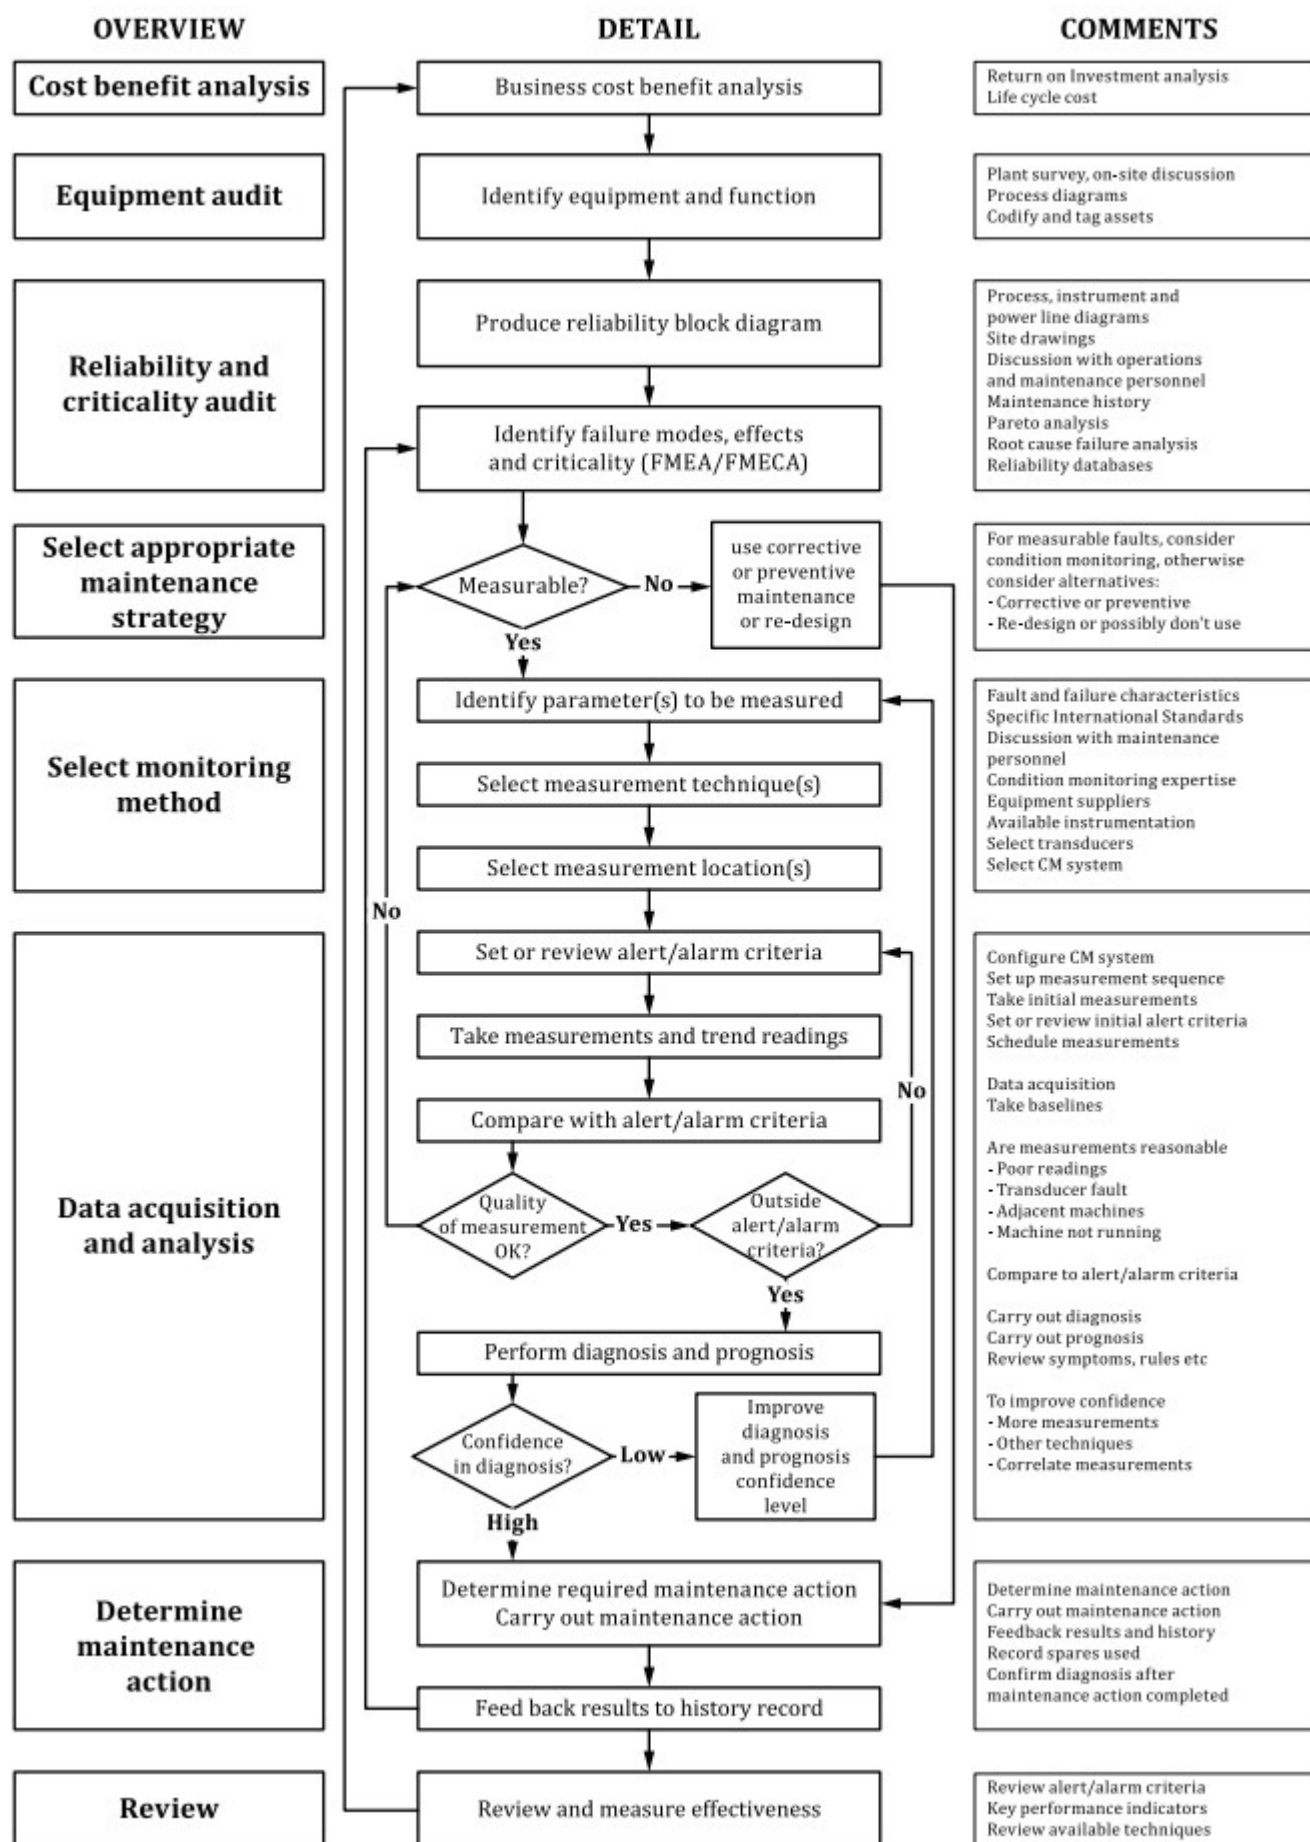 OVERVIEW
DETAIL
COMMENTS
Cost benefit analysis
Business cost benefit analysis
Return on Investment analysis
Life cycle cost
Equipment audit
Identify equipment and function
Plant survey, on-site discussion
Process diagrams
Codify and tag assets
Reliability and
criticality audit
Produce reliability block diagram
Identify failure modes, effects
and criticality (FMEA/FMECA)
Process, instrument and
power line diagrams
Site drawings
Discussion with operations
and maintenance personnel
Maintenance history
Pareto analysis
Root cause failure analysis
Reliability databases
Select appropriate
maintenance
strategy
Measurable?
No
use corrective
or preventive
maintenance
or re-design
Yes
For measurable faults, consider
condition monitoring, otherwise
consider alternatives:
- Corrective or preventive
- Re-design or possibly don't use
Select monitoring
method
Identify parameter(s) to be measured
Select measurement technique(s)
Select measurement location(s)
Fault and failure characteristics
Specific International Standards
Discussion with maintenance
personnel
Condition monitoring expertise
Equipment suppliers
Available instrumentation
Select transducers
Select CM system
No
Data acquisition
and analysis
Set or review alert/alarm criteria
Take measurements and trend readings
No
Compare with alert/alarm criteria
Quality
of measurement
OK?
Yes
Outside
alert/alarm
criteria?
Yes
Perform diagnosis and prognosis
Confidence
in diagnosis?
Low
Improve
diagnosis
and prognosis
confidence
level
High
Configure CM system
Set up measurement sequence
Take initial measurements
Set or review initial alert criteria
Schedule measurements
Data acquisition
Take baselines
Are measurements reasonable
- Poor readings
- Transducer fault
- Adjacent machines
- Machine not running
Compare to alert/alarm criteria
Carry out diagnosis
Carry out prognosis
Review symptoms, rules etc
To improve confidence
- More measurements
- Other techniques
- Correlate measurements
Determine
maintenance
action
Determine required maintenance action
Carry out maintenance action
Feed back results to history record
Determine maintenance action
Carry out maintenance action
Feedback results and history
Record spares used
Confirm diagnosis after
maintenance action completed
Review
Review and measure effectiveness
Review alert/alarm criteria
Key performance indicators
Review available techniques